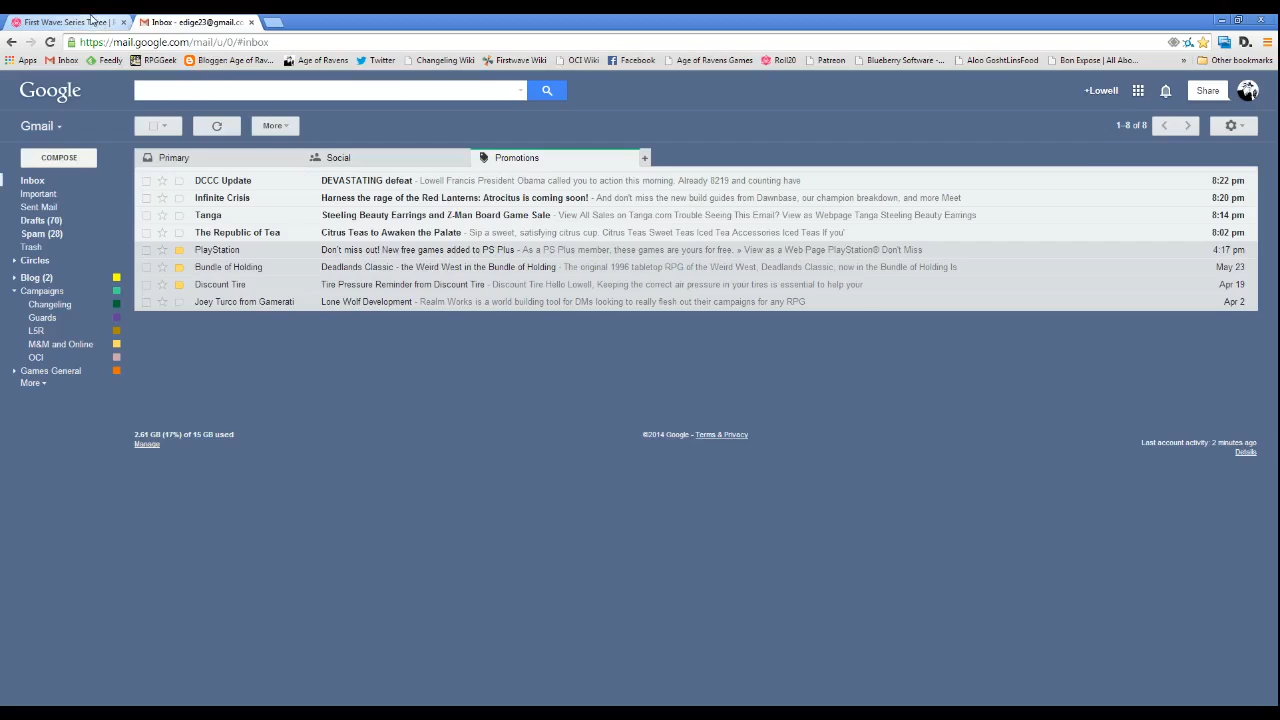 First Wave: Series Three |
Inbox - edige23@gmail.co
https://mail.google.com/mail/u/0/#inbox
Apps Inbox Feedly RPGGeek Blogger: Age of Rav... Age of Ravens Twitter Changeling Wiki Firstwave Wiki OCI Wiki Facebook Age of Ravens Games Roll20 Patreon Blueberry Software -... Aloo GoshtLinsFood Bon Expose | All Abo... » Other bookmarks
Google +Lowell Share
Gmail More 1–8 of 8
COMPOSE Primary Social Promotions +
Inbox
Important
Sent Mail
Drafts (70)
Spam (28)
Trash
Circles
Blog (2)
Campaigns
Changeling
Guards
L5R
M&M and Online
OCI
Games General
More
DCCC Update DEVASTATING defeat - Lowell Francis President Obama called you to action this morning. Already 8219 and counting have 8:22 pm
Infinite Crisis Harness the rage of the Red Lanterns: Atrocitus is coming soon! - And don't miss the new build guides from Dawnbase, our champion breakdown, and more Meet 8:20 pm
Tanga Steeling Beauty Earrings and Z-Man Board Game Sale - View All Sales on Tanga com Trouble Seeing This Email? View as Webpage Tanga Steeling Beauty Earrings 8:14 pm
The Republic of Tea Citrus Teas to Awaken the Palate - Sip a sweet, satisfying citrus cup. Citrus Teas Sweet Teas Iced Tea Accessories Iced Teas If you' 8:02 pm
PlayStation Don't miss out! New free games added to PS Plus - As a PS Plus member, these games are yours for free. » View as a Web Page PlayStation® Don't Miss 4:17 pm
Bundle of Holding Deadlands Classic - the Weird West in the Bundle of Holding - The original 1996 tabletop RPG of the Weird West, Deadlands Classic, now in the Bundle of Holding Is May 23
Discount Tire Tire Pressure Reminder from Discount Tire - Discount Tire Hello Lowell, Keeping the correct air pressure in your tires is essential to help your Apr 19
Joey Turco from Gamerati Lone Wolf Development - Realm Works is a world building tool for DMs looking to really flesh out their campaigns for any RPG Apr 2
2.61 GB (17%) of 15 GB used
Manage
©2014 Google - Terms & Privacy
Last account activity: 2 minutes ago
Details